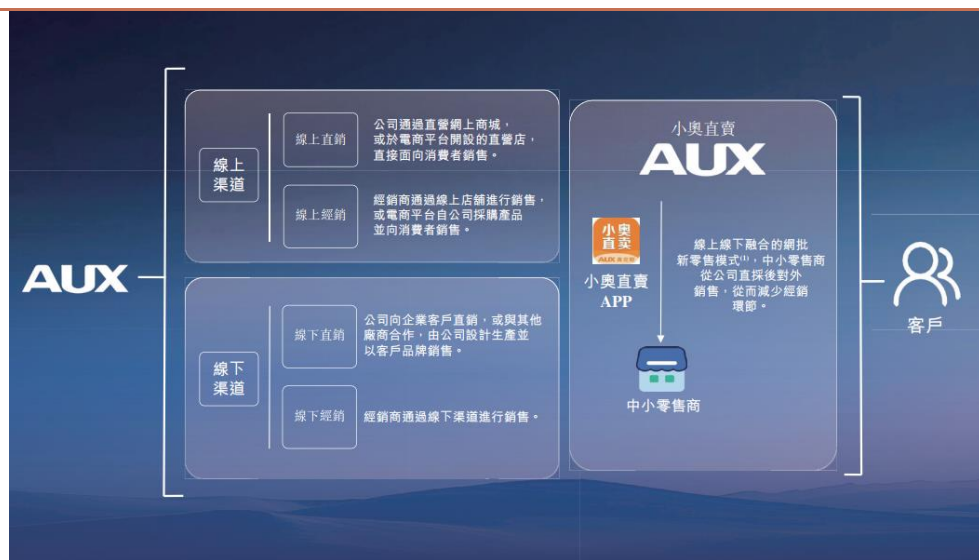 AUX
線上
渠道
線上直銷
公司通過直營網上商城，
或於電商平台開設的直營店，
直接面向消費者銷售。
線上經銷
經銷商通過線上店舖進行銷售，
或電商平台自公司採購產品
並向消費者銷售。
線下
渠道
線下直銷
公司向企業客戶直銷，或與其他
廠商合作，由公司設計生產並
以客戶品牌銷售。
線下經銷
經銷商通過線下渠道進行銷售。
小奧直賣
AUX
小奥
直卖
小奧直賣
APP
線上線下融合的網批
新零售模式⁽¹⁾，中小零售商
從公司直採後對外
銷售，從而減少經銷
環節。
中小零售商
客戶